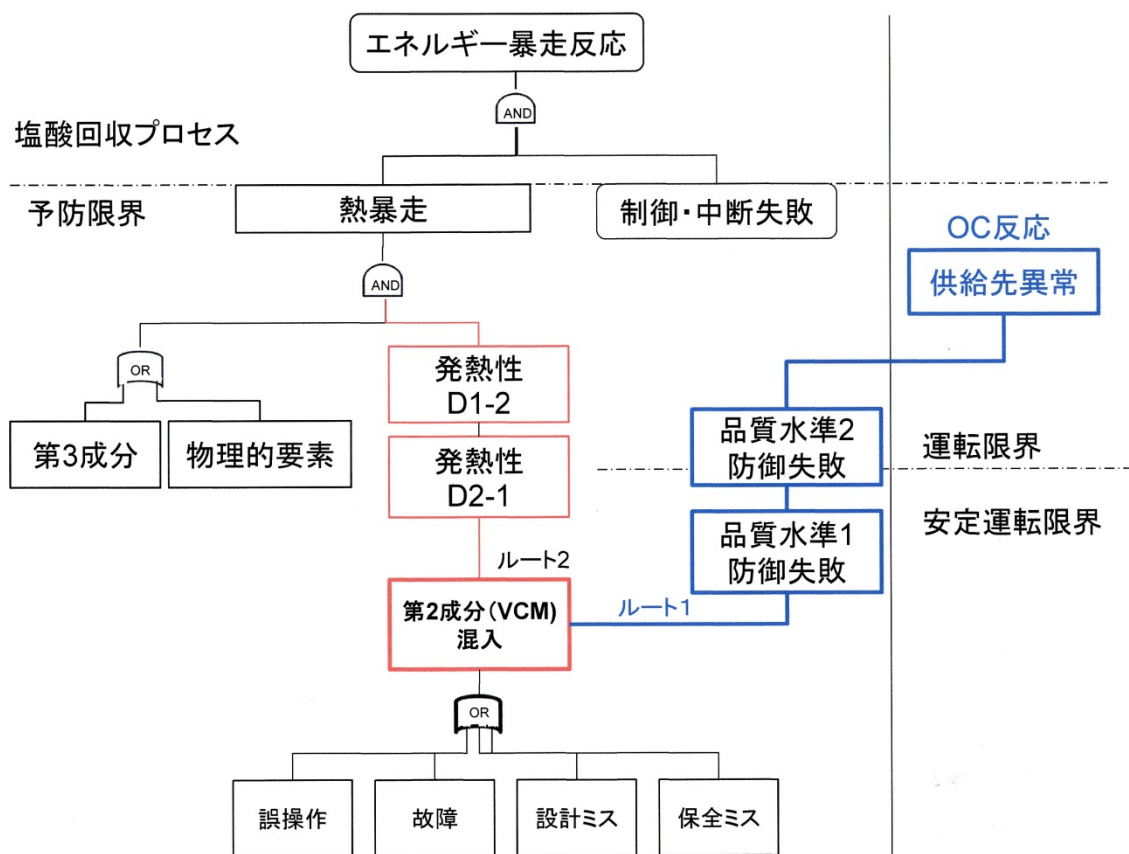 エネルギー暴走反応
AND
塩酸回収プロセス
予防限界
熱暴走
制御・中断失敗
OC反応
供給先異常
AND
OR
発熱性
D1-2
第3成分
物理的要素
品質水準2
防御失敗
運転限界
発熱性
D2-1
安定運転限界
品質水準1
防御失敗
ルート2
第2成分(VCM)
混入
ルート1
OR
誤操作
故障
設計ミス
保全ミス